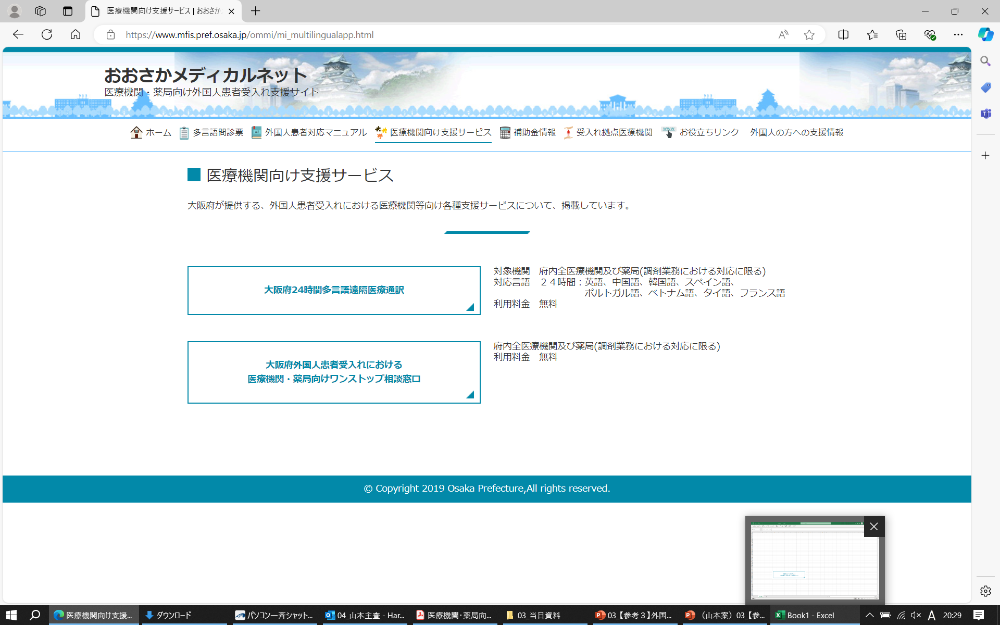 医療機関向け支援サービス | おおさか
https://www.mfis.pref.osaka.jp/ommi/mi_multilingualapp.html
おおさかメディカルネット
医療機関・薬局向け外国人患者受入れ支援サイト
ホーム 多言語問診票 外国人患者対応マニュアル 医療機関向け支援サービス 補助金情報 受入れ拠点医療機関 お役立ちリンク 外国人の方への支援情報
医療機関向け支援サービス
大阪府が提供する、外国人患者受入れにおける医療機関等向け各種支援サービスについて、掲載しています。
大阪府24時間多言語遠隔医療通訳
対象機関　府内全医療機関及び薬局(調剤業務における対応に限る)
対応言語　２４時間：英語、中国語、韓国語、スペイン語、
ポルトガル語、ベトナム語、タイ語、フランス語
利用料金　無料
大阪府外国人患者受入れにおける
医療機関・薬局向けワンストップ相談窓口
府内全医療機関及び薬局(調剤業務における対応に限る)
利用料金　無料
© Copyright 2019 Osaka Prefecture,All rights reserved.
医療機関向け支援... ダウンロード パソコン一斉シャット... 04_山本主査 - Har... 医療機関・薬局向... 03_当日資料 03_【参考３】外国... （山本案）03_【参... Book1 - Excel A 20:29